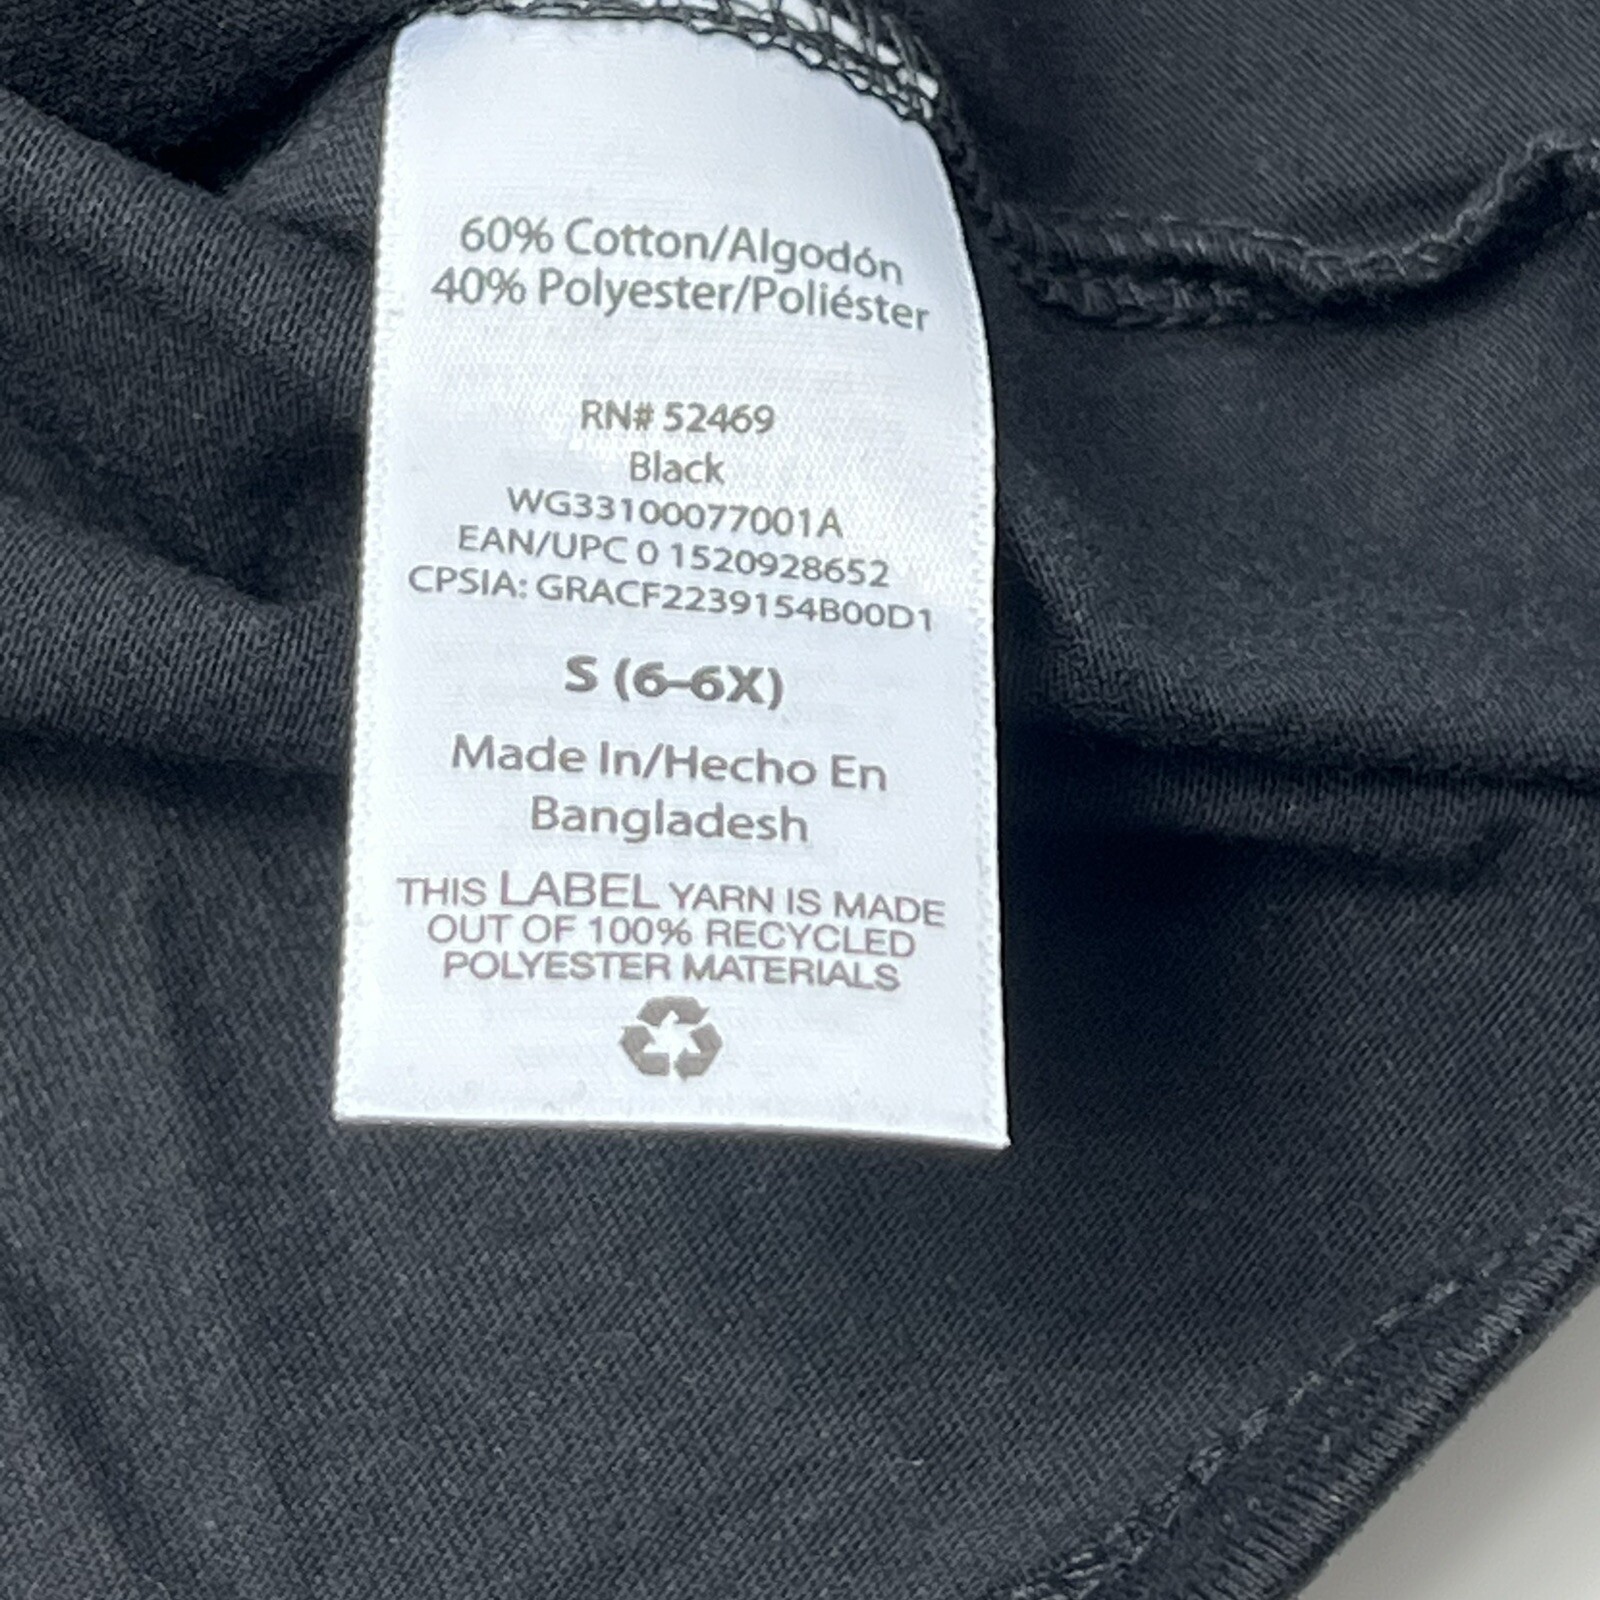 60% Cotton/Algodón
40% Polyester/Poliéster
RN# 52469
Black
WG33100077001A
EAN/UPC 0 1520928652
CPSIA: GRACF2239154B00D1
S (6-6X)
Made In/Hecho En
Bangladesh
THIS LABEL YARN IS MADE
OUT OF 100% RECYCLED
POLYESTER MATERIALS